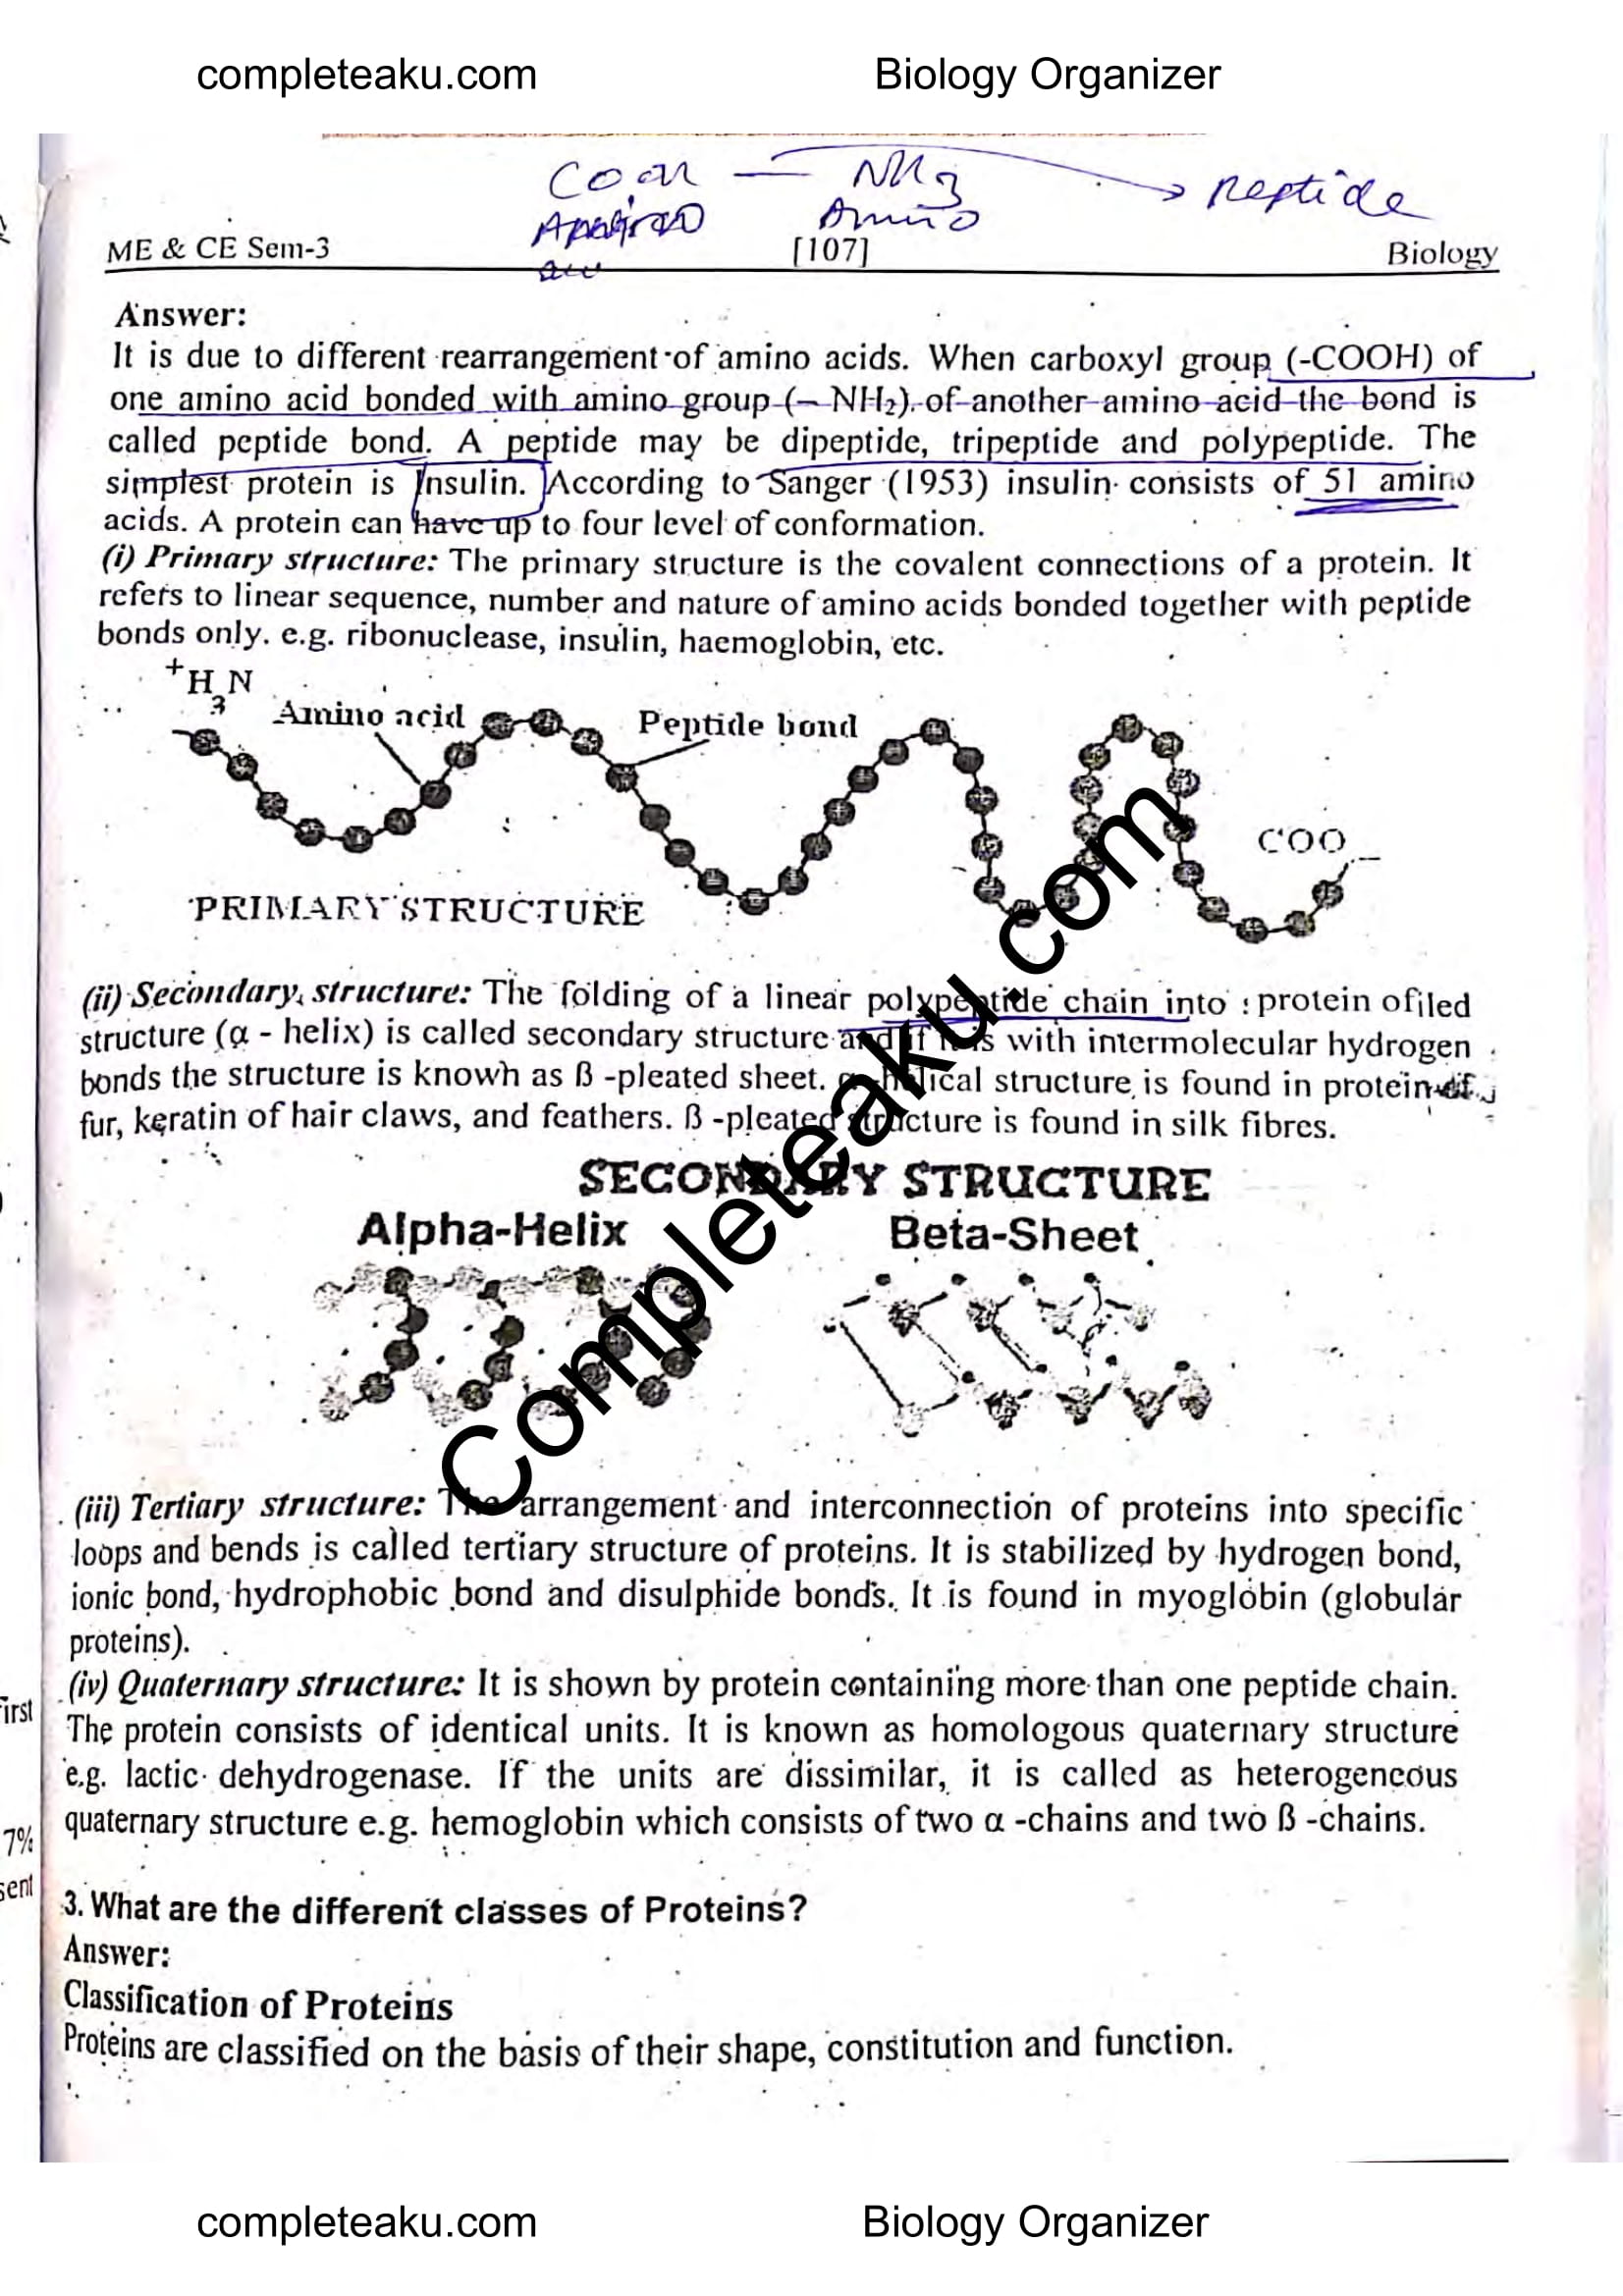 completeaku.com Biology Organizer
COOH — NH3 → Peptide
Amino
ME & CE Sem-3 [107] Biology
Answer:
It is due to different rearrangement of amino acids. When carboxyl group (-COOH) of
one amino acid bonded with amino group (– NH₂). of another amino acid the bond is
called peptide bond. A peptide may be dipeptide, tripeptide and polypeptide. The
simplest protein is Insulin. According to Sanger (1953) insulin consists of 51 amino
acids. A protein can have up to four level of conformation.
(i) Primary structure: The primary structure is the covalent connections of a protein. It
refers to linear sequence, number and nature of amino acids bonded together with peptide
bonds only. e.g. ribonuclease, insulin, haemoglobin, etc.
+H3N
Amino acid Peptide bond
COO–
PRIMARY STRUCTURE
(ii) Secondary structure: The folding of a linear polypeptide chain into : protein ofiled
structure (α - helix) is called secondary structure and if it is with intermolecular hydrogen
bonds the structure is known as ß -pleated sheet. α -helical structure is found in protein of
fur, keratin of hair claws, and feathers. ß -pleated structure is found in silk fibres.
SECONDARY STRUCTURE
Alpha-Helix Beta-Sheet
Completeaku.com
(iii) Tertiary structure: The arrangement and interconnection of proteins into specific
loops and bends is called tertiary structure of proteins. It is stabilized by hydrogen bond,
ionic bond, hydrophobic bond and disulphide bonds. It is found in myoglobin (globular
proteins).
(iv) Quaternary structure: It is shown by protein containing more than one peptide chain.
The protein consists of identical units. It is known as homologous quaternary structure
e.g. lactic dehydrogenase. If the units are dissimilar, it is called as heterogeneous
quaternary structure e.g. hemoglobin which consists of two α -chains and two ß -chains.
3. What are the different classes of Proteins?
Answer:
Classification of Proteins
Proteins are classified on the basis of their shape, constitution and function.
irst
7%
sent
completeaku.com Biology Organizer